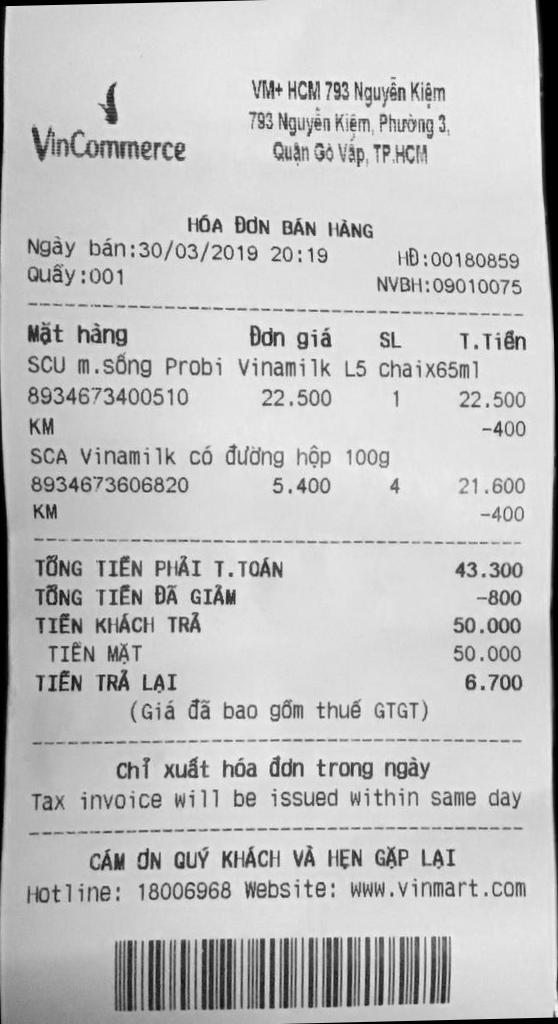 VinCommerce
VM+ HCM 793 Nguyễn Kiệm
793 Nguyễn Kiệm, Phường 3,
Quận Gò Vấp, TP.HCM
HÓA ĐƠN BÁN HÀNG
Ngày bán:30/03/2019 20:19 HĐ:00180859
Quầy:001 NVBH:09010075
Mặt hàng Đơn giá SL T.Tiền
SCU m.sống Probi Vinamilk L5 chaix65ml
8934673400510 22.500 1 22.500
KM -400
SCA Vinamilk có đường hộp 100g
8934673606820 5.400 4 21.600
KM -400
TỔNG TIỀN PHẢI T.TOÁN 43.300
TỔNG TIỀN ĐÃ GIẢM -800
TIỀN KHÁCH TRẢ 50.000
TIỀN MẶT 50.000
TIỀN TRẢ LẠI 6.700
(Giá đã bao gồm thuế GTGT)
Chỉ xuất hóa đơn trong ngày
Tax invoice will be issued within same day
CÁM ƠN QUÝ KHÁCH VÀ HẸN GẶP LẠI
Hotline: 18006968 Website: www.vinmart.com